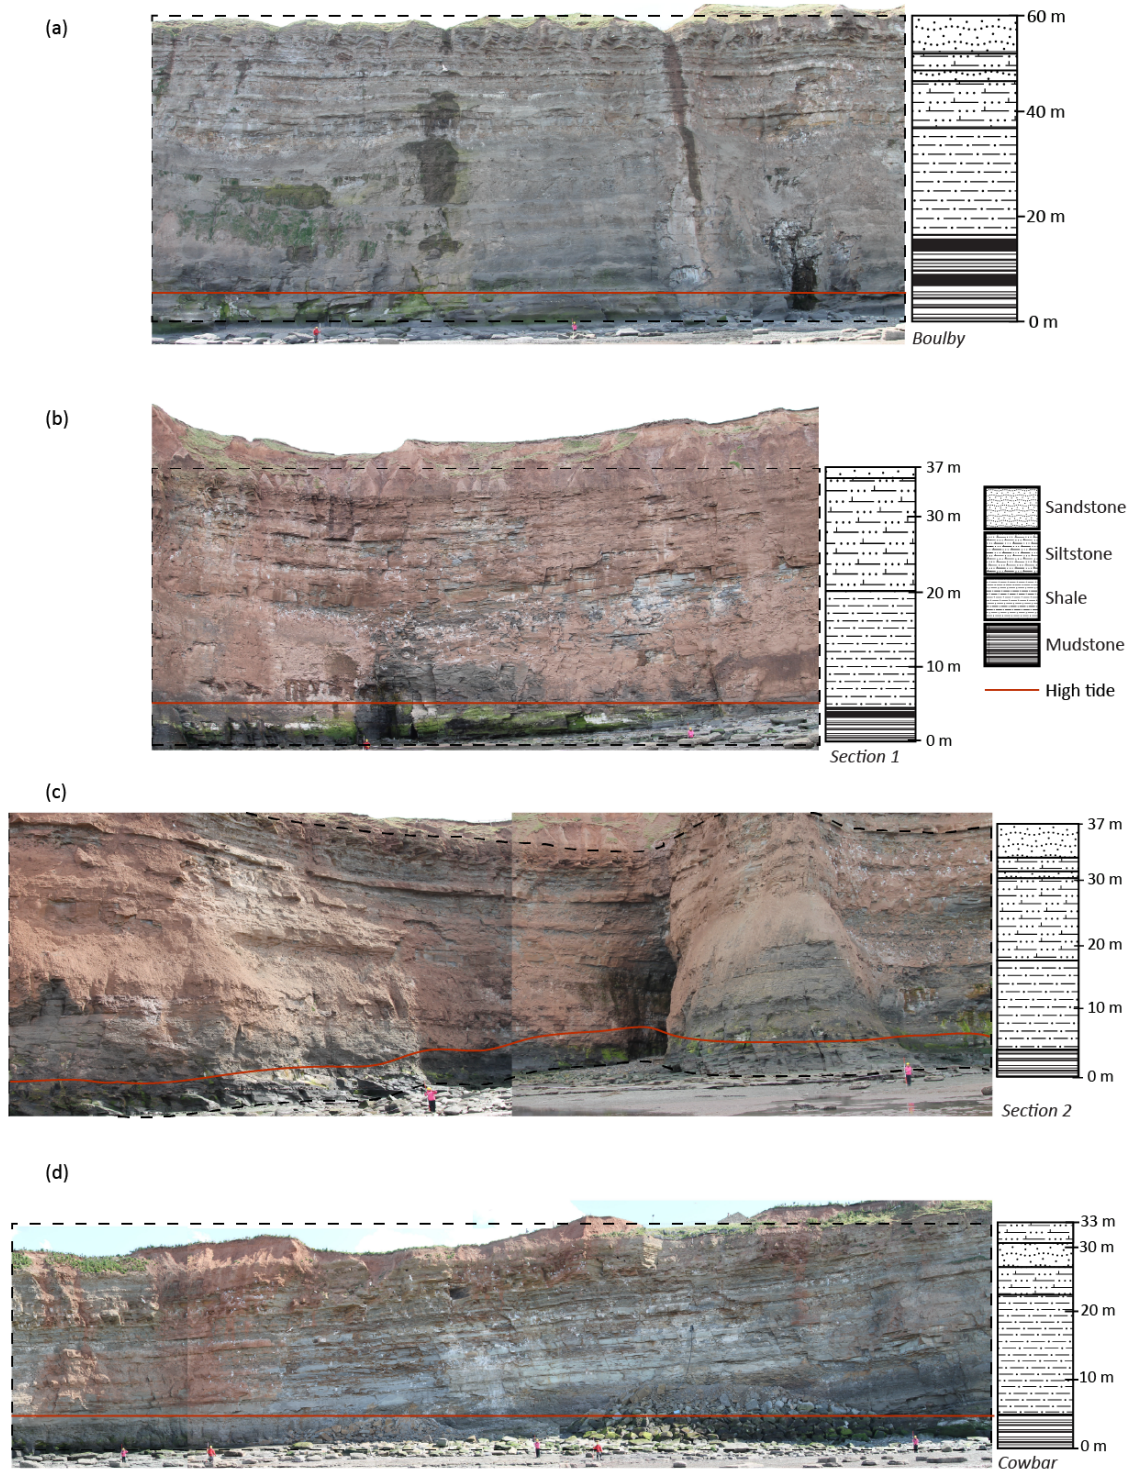 (a)
60 m
40 m
20 m
0 m
Boulby
(b)
37 m
30 m
20 m
10 m
0 m
Section 1
Sandstone
Siltstone
Shale
Mudstone
High tide
(c)
37 m
30 m
20 m
10 m
0 m
Section 2
(d)
33 m
30 m
20 m
10 m
0 m
Cowbar